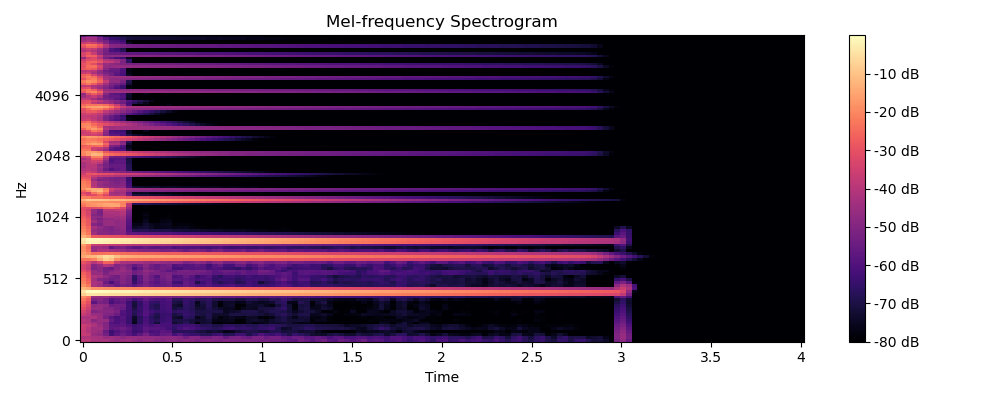 Mel-frequency Spectrogram
Hz
4096
2048
1024
512
0
0
0.5
1
1.5
2
2.5
3
3.5
4
Time
-10 dB
-20 dB
-30 dB
-40 dB
-50 dB
-60 dB
-70 dB
-80 dB